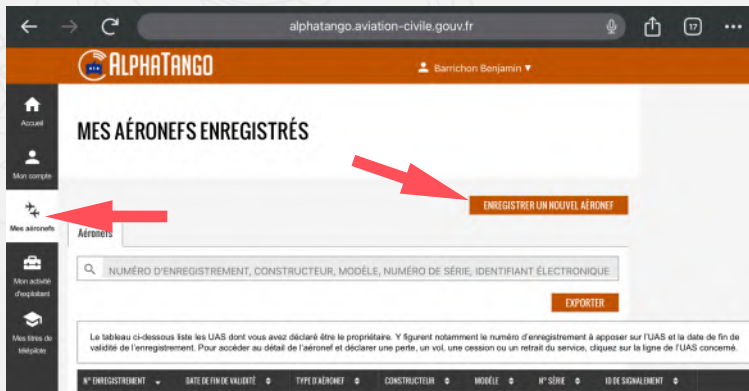 alphatango.aviation-civile.gouv.fr
17
ALPHATANGO
Barrichon Benjamin ▼
Accueil
Mon compte
Mes aéronefs
Mon activité
d'exploitant
Mes titres de
télépilote
MES AÉRONEFS ENREGISTRÉS
ENREGISTRER UN NOUVEL AÉRONEF
Aéronefs
NUMÉRO D'ENREGISTREMENT, CONSTRUCTEUR, MODÈLE, NUMÉRO DE SÉRIE, IDENTIFIANT ÉLECTRONIQUE
EXPORTER
Le tableau ci-dessous liste les UAS dont vous avez déclaré être le propriétaire. Y figurent notamment le numéro d'enregistrement à apposer sur l'UAS et la date de fin de
validité de l'enregistrement. Pour accéder au détail de l'aéronef et déclarer une perte, un vol, une cession ou un retrait du service, cliquez sur la ligne de l'UAS concerné.
N° ENREGISTREMENT DATE DE FIN DE VALIDITÉ TYPE D'AÉRONEF CONSTRUCTEUR MODÈLE N° SÉRIE ID DE SIGNALEMENT